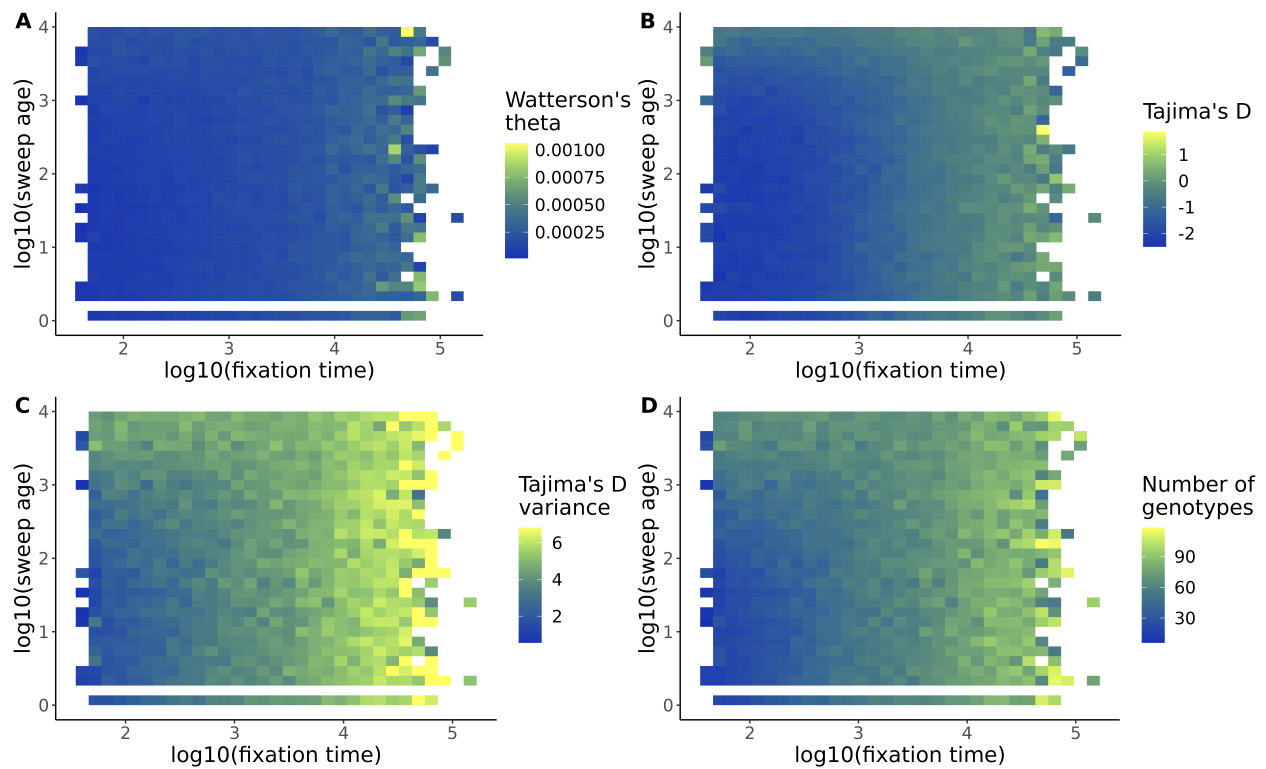 A
4
3
2
1
0
log10(sweep age)
2 3 4 5
log10(fixation time)
Watterson's
theta
0.00100
0.00075
0.00050
0.00025
B
4
3
2
1
0
log10(sweep age)
2 3 4 5
log10(fixation time)
Tajima's D
1
0
-1
-2
C
4
3
2
1
0
log10(sweep age)
2 3 4 5
log10(fixation time)
Tajima's D
variance
6
4
2
D
4
3
2
1
0
log10(sweep age)
2 3 4 5
log10(fixation time)
Number of
genotypes
90
60
30